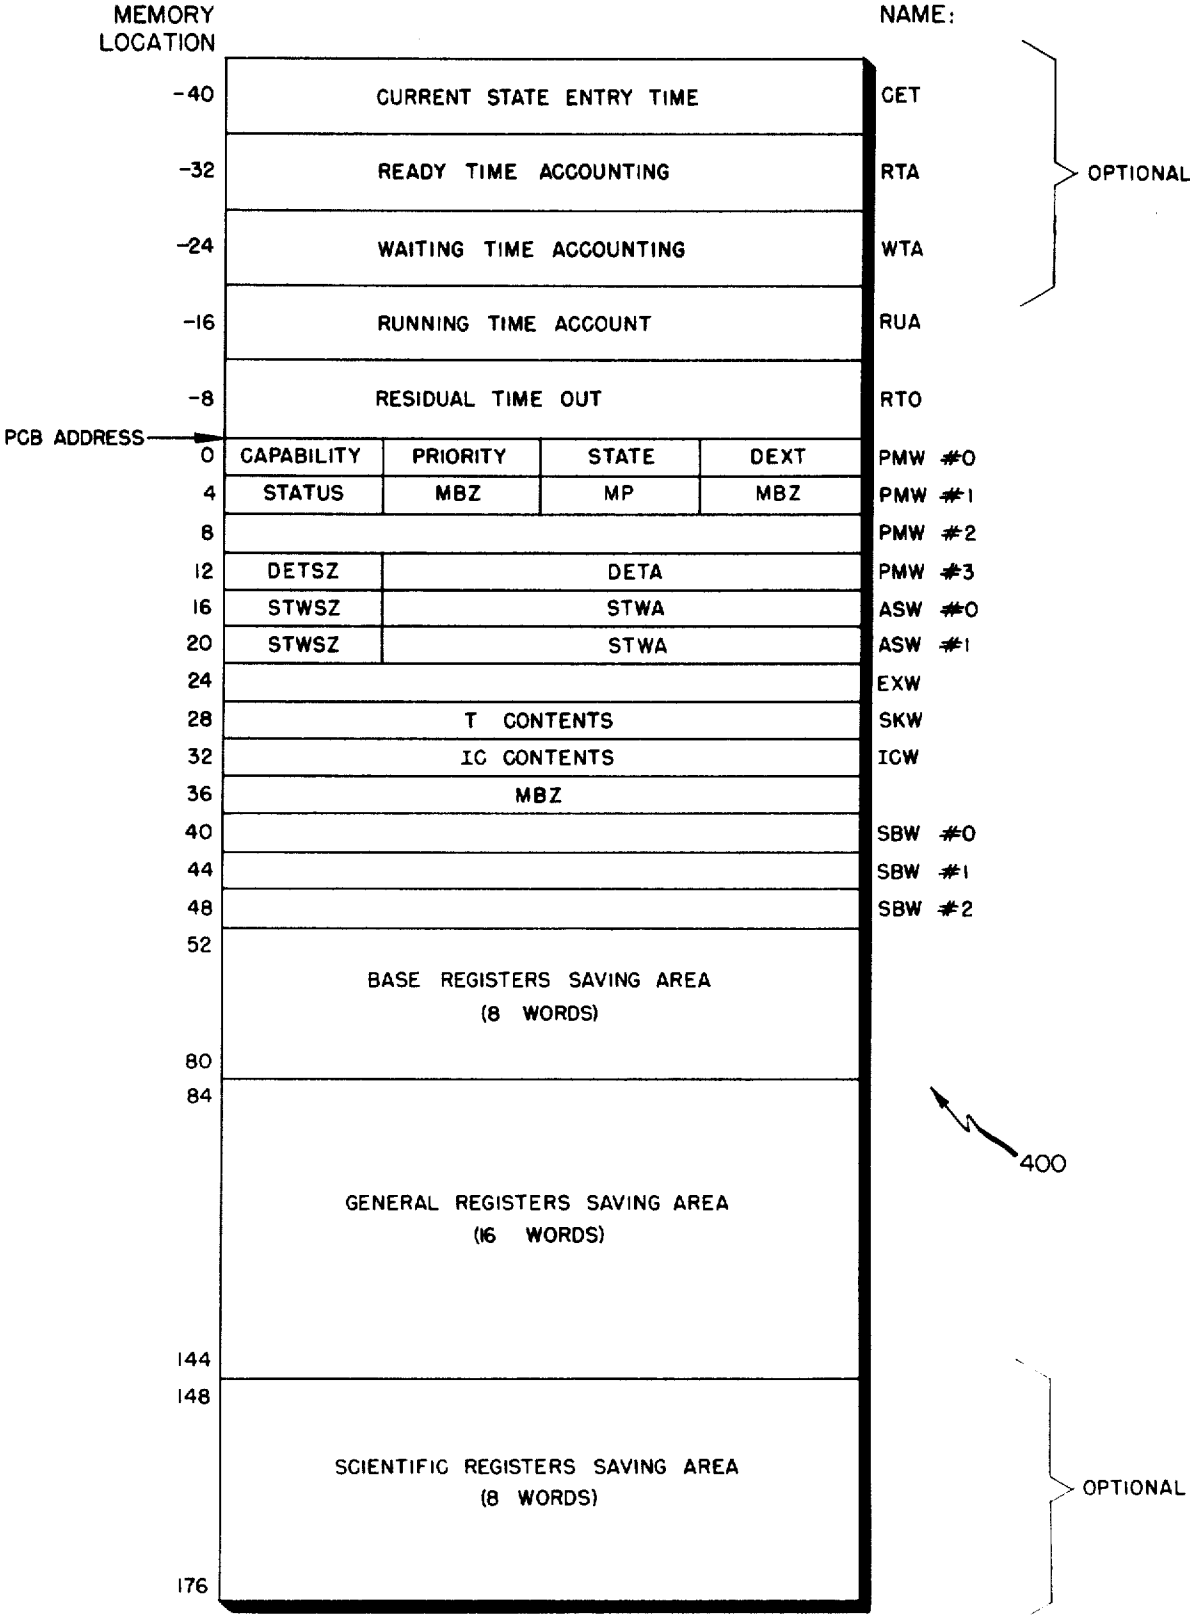 MEMORY LOCATION NAME:
-40 CURRENT STATE ENTRY TIME CET
-32 READY TIME ACCOUNTING RTA
OPTIONAL
-24 WAITING TIME ACCOUNTING WTA
-16 RUNNING TIME ACCOUNT RUA
-8 RESIDUAL TIME OUT RTO
PCB ADDRESS
0 CAPABILITY PRIORITY STATE DEXT PMW #0
4 STATUS MBZ MP MBZ PMW #1
8 PMW #2
12 DETSZ DETA PMW #3
16 STWSZ STWA ASW #0
20 STWSZ STWA ASW #1
24 EXW
28 T CONTENTS SKW
32 IC CONTENTS ICW
36 MBZ
40 SBW #0
44 SBW #1
48 SBW #2
52
BASE REGISTERS SAVING AREA
(8 WORDS)
80
84
400
GENERAL REGISTERS SAVING AREA
(16 WORDS)
144
148
SCIENTIFIC REGISTERS SAVING AREA
(8 WORDS)
OPTIONAL
176